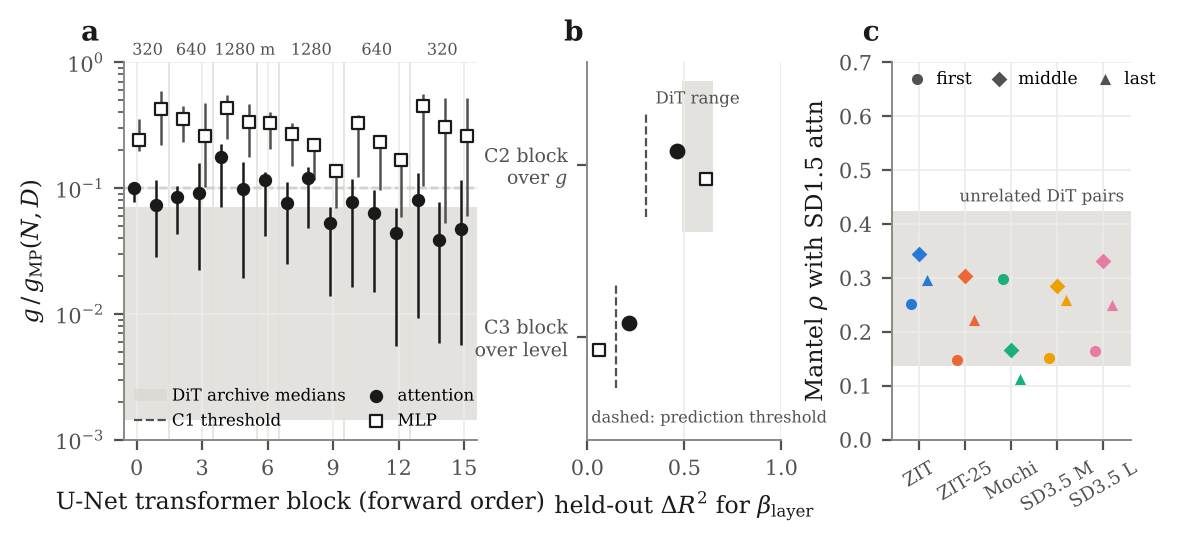 a
320 640 1280 m 1280 640 320
10⁰
10⁻¹
10⁻²
10⁻³
g / g_MP(N, D)
DiT archive medians
C1 threshold
attention
MLP
0 3 6 9 12 15
U-Net transformer block (forward order)
b
DiT range
C2 block
over g
C3 block
over level
dashed: prediction threshold
0.0 0.5 1.0
held-out ΔR² for β_layer
c
first middle last
unrelated DiT pairs
0.7
0.6
0.5
0.4
0.3
0.2
0.1
0.0
Mantel ρ with SD1.5 attn
ZIT
ZIT-25
Mochi
SD3.5 M
SD3.5 L